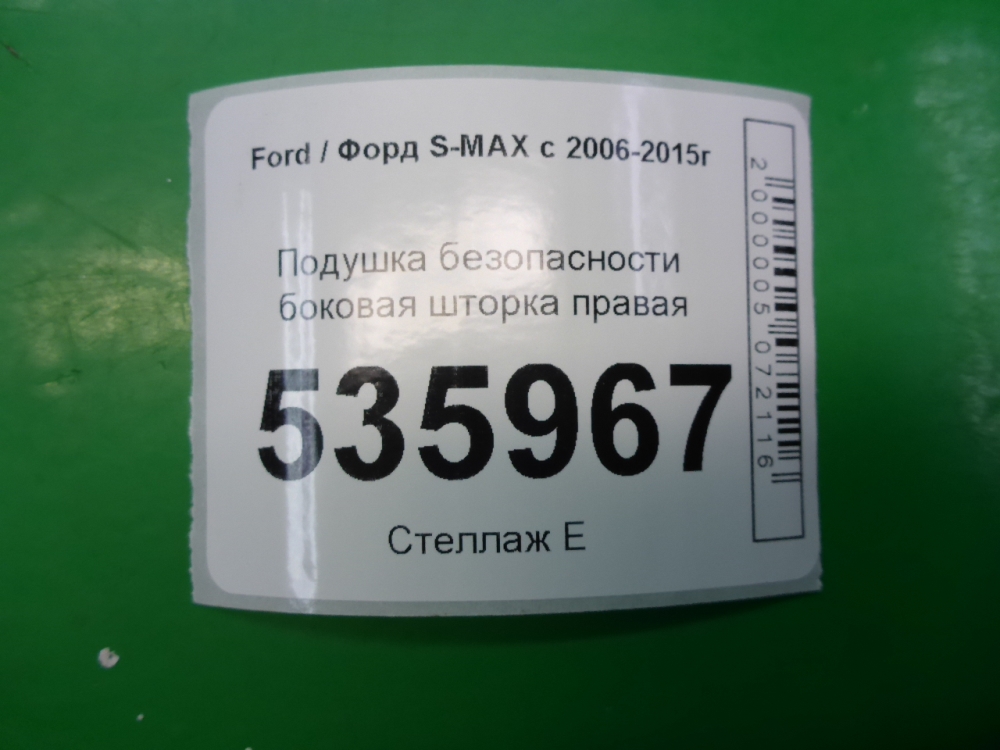 Ford / Форд S-MAX с 2006-2015г
Подушка безопасности
боковая шторка правая
535967
Стеллаж Е
2000005072116